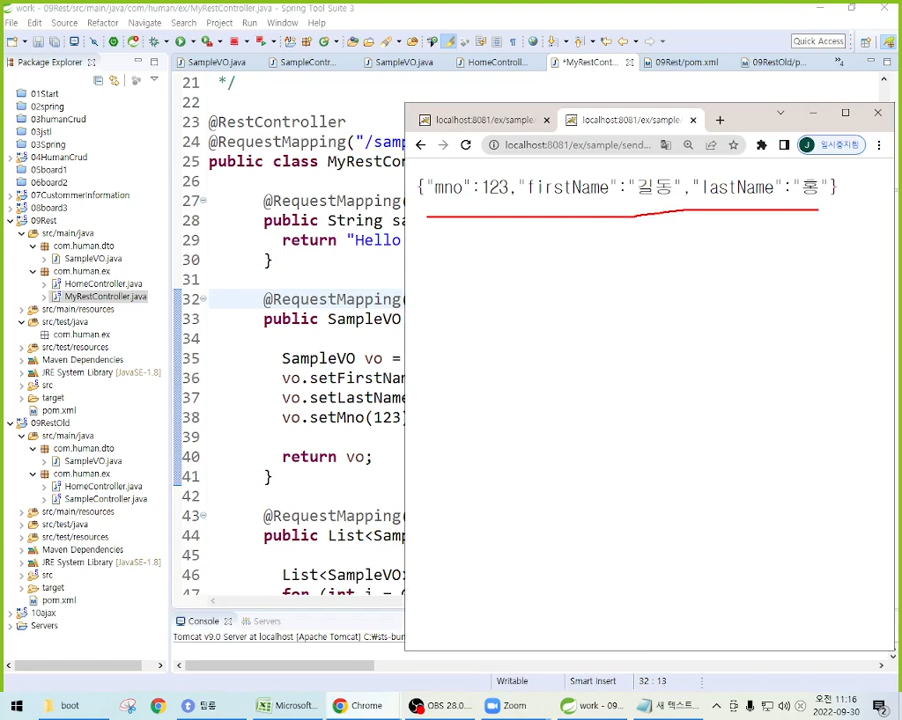 work - 09Rest/src/main/java/com/human/ex/MyRestController.java - Spring Tool Suite 3
File Edit Source Refactor Navigate Search Project Run Window Help
Quick Access
Package Explorer
SampleVO.java
SampleContr...
SampleVO.java
HomeControll...
*MyRestCont...
09Rest/pom.xml
09RestOld/p...
01Start
02spring
03humanCrud
03jstl
03Spring
04HumanCrud
05board1
06board2
07CustormmerInformation
08board3
09Rest
src/main/java
com.human.dto
SampleVO.java
com.human.ex
HomeController.java
MyRestController.java
src/main/resources
src/test/java
com.human.ex
src/test/resources
Maven Dependencies
JRE System Library [JavaSE-1.8]
src
target
pom.xml
09RestOld
src/main/java
com.human.dto
SampleVO.java
com.human.ex
HomeController.java
SampleController.java
src/main/resources
src/test/java
src/test/resources
Maven Dependencies
JRE System Library [JavaSE-1.8]
src
target
pom.xml
10ajax
Servers
21 */
22
23 @RestController
24 @RequestMapping("/samp
25 public class MyRestCon
26
27 @RequestMapping(
28 public String sa
29 return "Hello
30 }
31
32 @RequestMapping(
33 public SampleVO
34
35 SampleVO vo =
36 vo.setFirstNam
37 vo.setLastName
38 vo.setMno(123)
39
40 return vo;
41 }
42
43 @RequestMapping(
44 public List<Samp
45
46 List<SampleVO>
47 for (int i = 0
localhost:8081/ex/sample/
localhost:8081/ex/sample/
localhost:8081/ex/sample/send...
J 일시중지됨
{"mno":123,"firstName":"길동","lastName":"홍"}
Console
Servers
Tomcat v9.0 Server at localhost [Apache Tomcat] C:₩sts-bun
Writable
Smart Insert
32 : 13
boot
팀룸
Microsoft...
Chrome
OBS 28.0...
Zoom
work - 09...
새 텍스트...
오전 11:16
2022-09-30
2